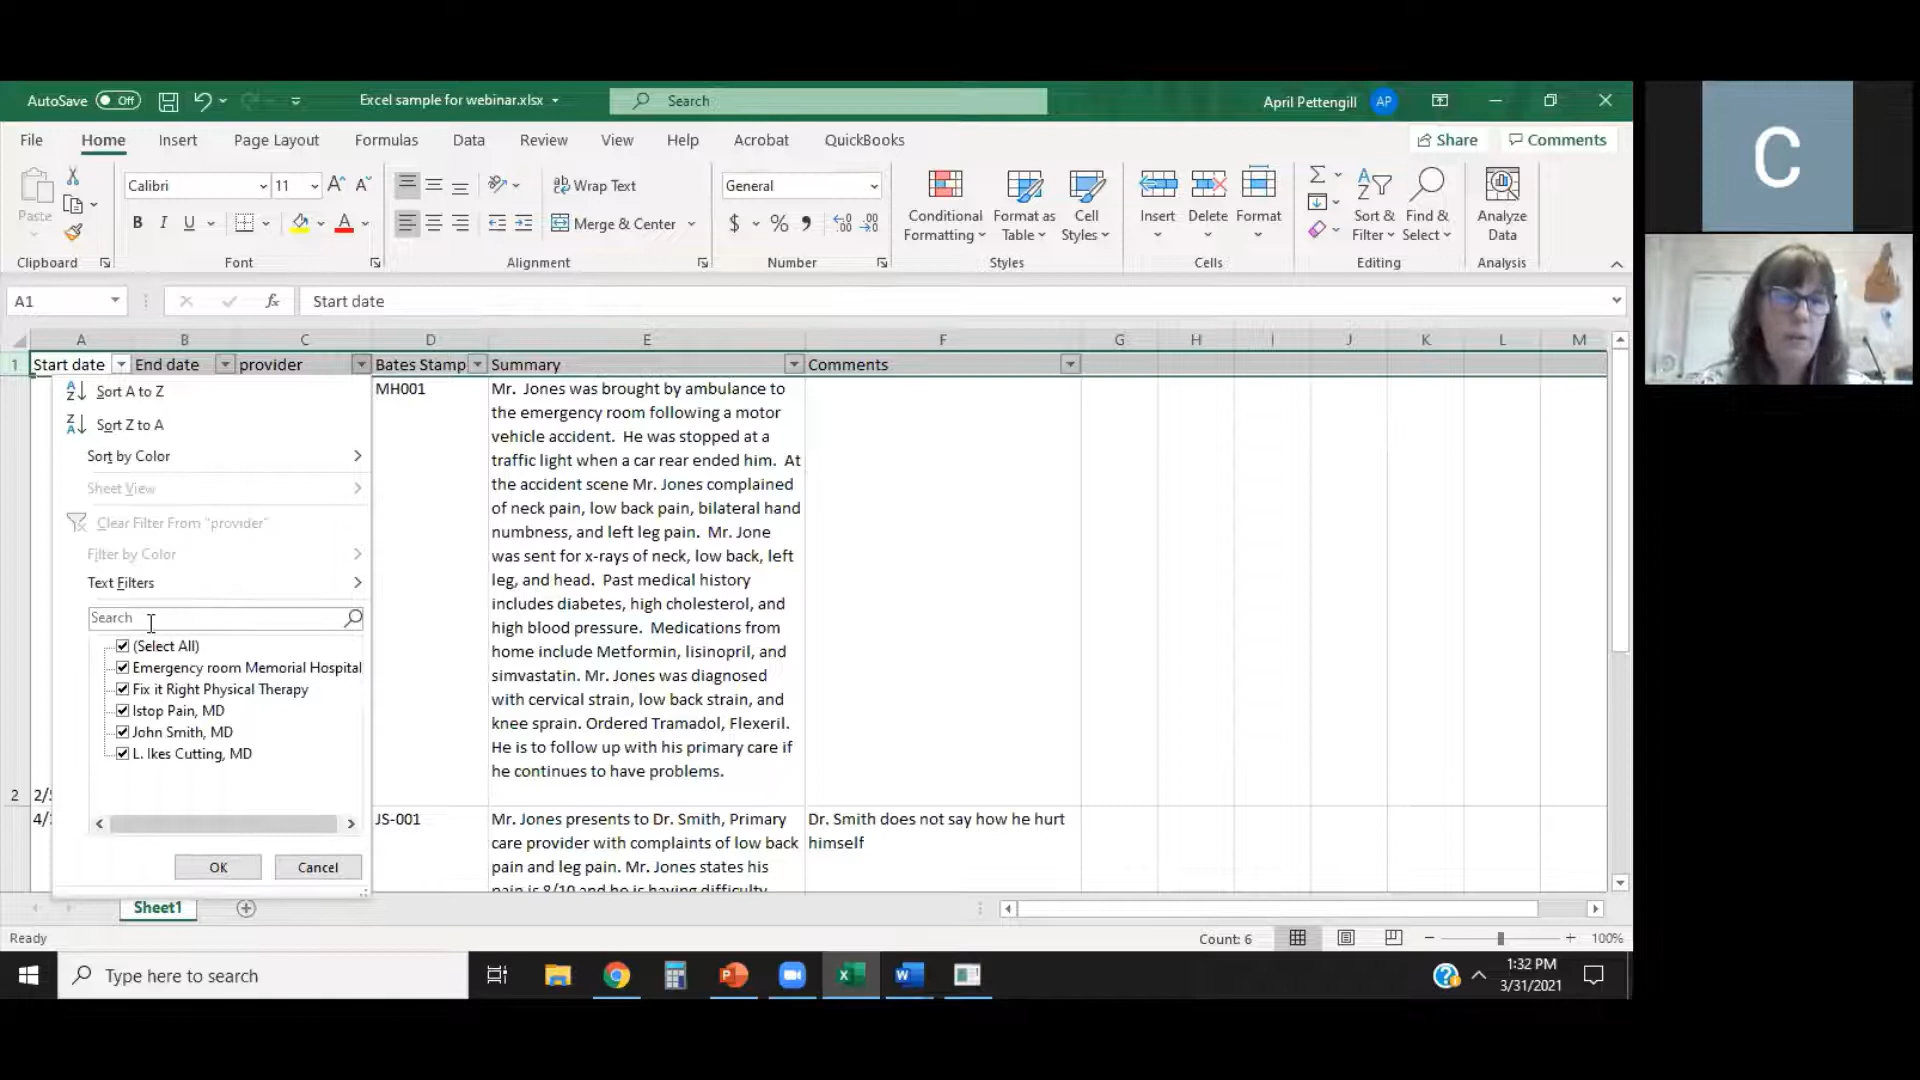 AutoSave Off Excel sample for webinar.xlsx Search April Pettengill AP
File Home Insert Page Layout Formulas Data Review View Help Acrobat QuickBooks Share Comments
Paste
Clipboard
Calibri 11
B I U
Font
Wrap Text
Merge & Center
Alignment
General
$ % ,
Number
Conditional Formatting
Format as Table
Cell Styles
Styles
Insert
Delete
Format
Cells
Sort & Filter
Find & Select
Editing
Analyze Data
Analysis
A1 fx Start date
A B C D E F G H I J K L M
1 Start date End date provider Bates Stamp Summary Comments
Sort A to Z
Sort Z to A
Sort by Color
Sheet View
Clear Filter From "provider"
Filter by Color
Text Filters
Search
(Select All)
Emergency room Memorial Hospital
Fix it Right Physical Therapy
Istop Pain, MD
John Smith, MD
L. Ikes Cutting, MD
OK Cancel
MH001
Mr. Jones was brought by ambulance to
the emergency room following a motor
vehicle accident. He was stopped at a
traffic light when a car rear ended him. At
the accident scene Mr. Jones complained
of neck pain, low back pain, bilateral hand
numbness, and left leg pain. Mr. Jone
was sent for x-rays of neck, low back, left
leg, and head. Past medical history
includes diabetes, high cholesterol, and
high blood pressure. Medications from
home include Metformin, lisinopril, and
simvastatin. Mr. Jones was diagnosed
with cervical strain, low back strain, and
knee sprain. Ordered Tramadol, Flexeril.
He is to follow up with his primary care if
he continues to have problems.
2
JS-001
Mr. Jones presents to Dr. Smith, Primary
care provider with complaints of low back
pain and leg pain. Mr. Jones states his
pain is 8/10 and he is having difficulty
Dr. Smith does not say how he hurt
himself
Sheet1
Ready Count: 6 100%
Type here to search
1:32 PM
3/31/2021
C